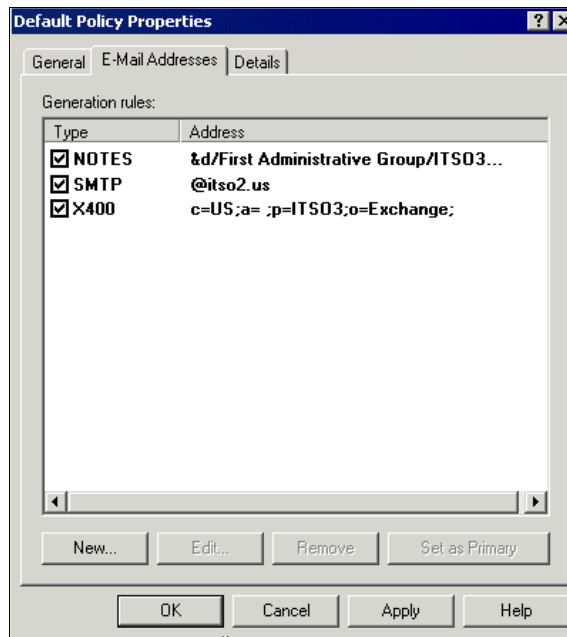 Default Policy Properties
General E-Mail Addresses Details
Generation rules:
Type Address
NOTES &d/First Administrative Group/ITSO3...
SMTP @itso2.us
X400 c=US;a= ;p=ITSO3;o=Exchange;
New... Edit... Remove Set as Primary
OK Cancel Apply Help